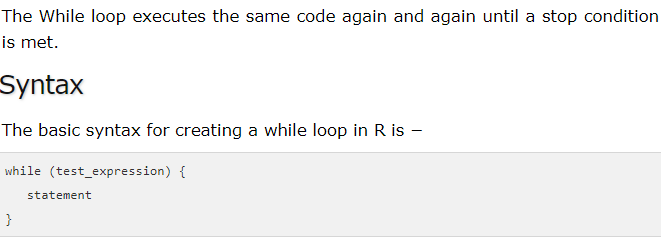 The While loop executes the same code again and again until a stop condition
is met.
Syntax
The basic syntax for creating a while loop in R is −
while (test_expression) {
   statement
}